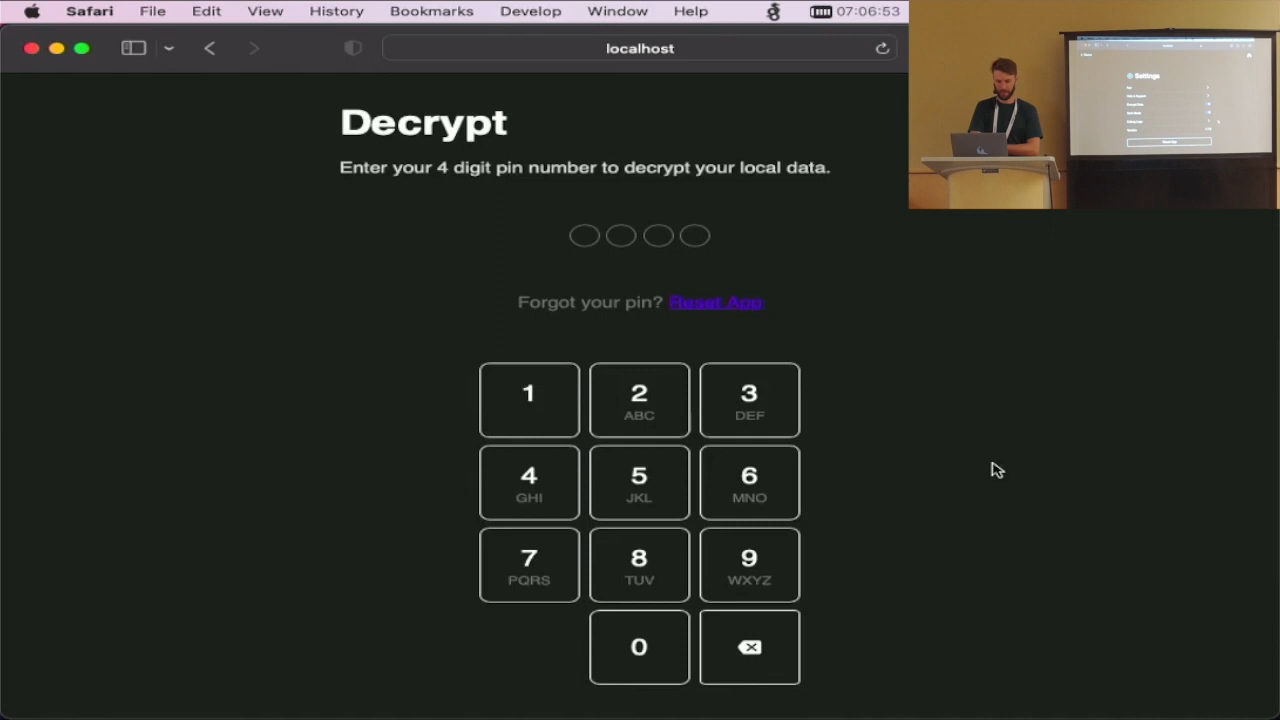 Safari File Edit View History Bookmarks Develop Window Help 07:06:53
localhost
Decrypt
Enter your 4 digit pin number to decrypt your local data.
Forgot your pin? Reset App
1
2
ABC
3
DEF
4
GHI
5
JKL
6
MNO
7
PQRS
8
TUV
9
WXYZ
0
Settings